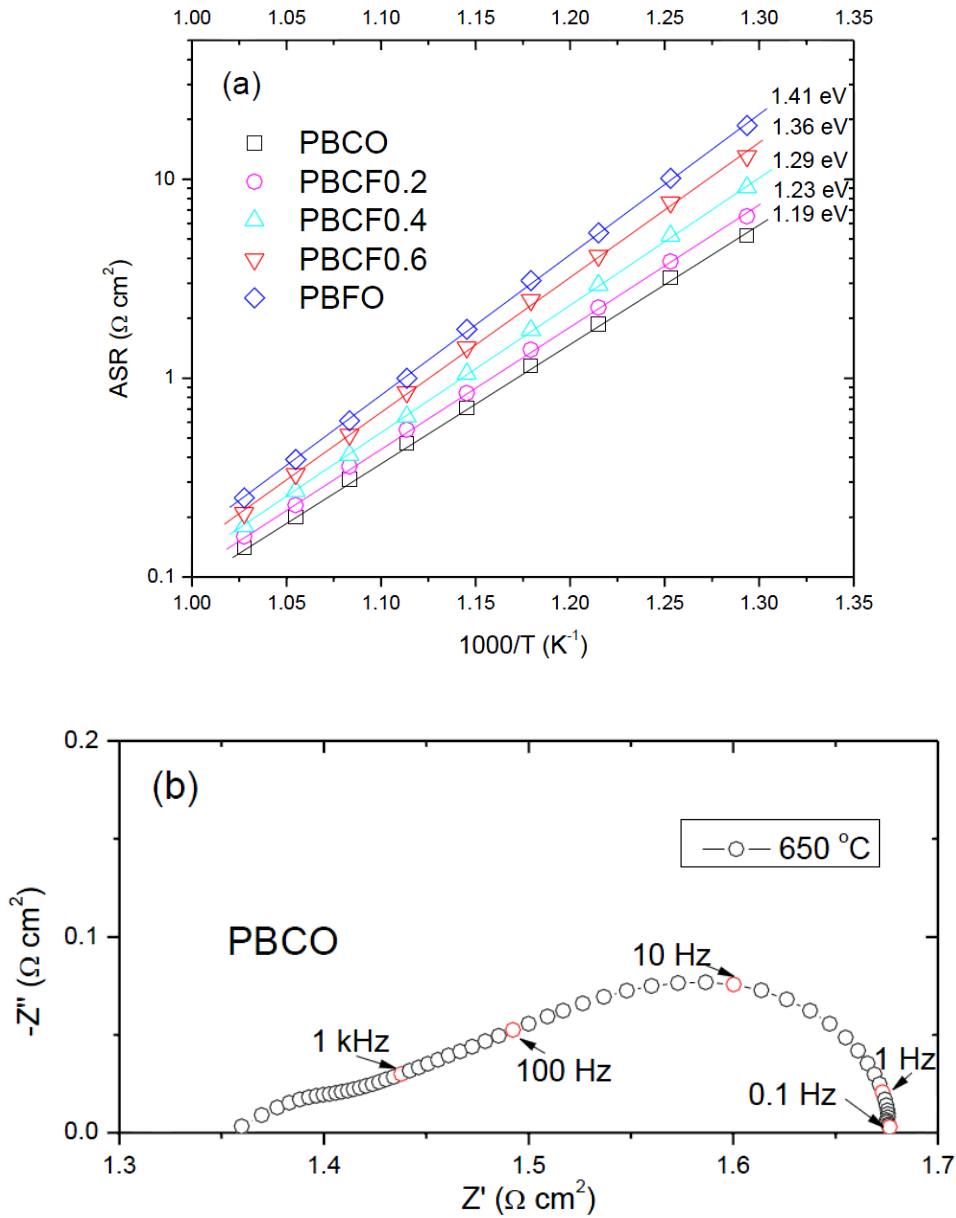 1.00 1.05 1.10 1.15 1.20 1.25 1.30 1.35
(a)
PBCO
PBCF0.2
PBCF0.4
PBCF0.6
PBFO
1.41 eV
1.36 eV
1.29 eV
1.23 eV
1.19 eV
10
1
0.1
ASR (Ω cm²)
1.00 1.05 1.10 1.15 1.20 1.25 1.30 1.35
1000/T (K⁻¹)
(b)
650 °C
PBCO
10 Hz
1 kHz
100 Hz
1 Hz
0.1 Hz
0.2
0.1
0.0
-Z'' (Ω cm²)
1.3 1.4 1.5 1.6 1.7
Z' (Ω cm²)